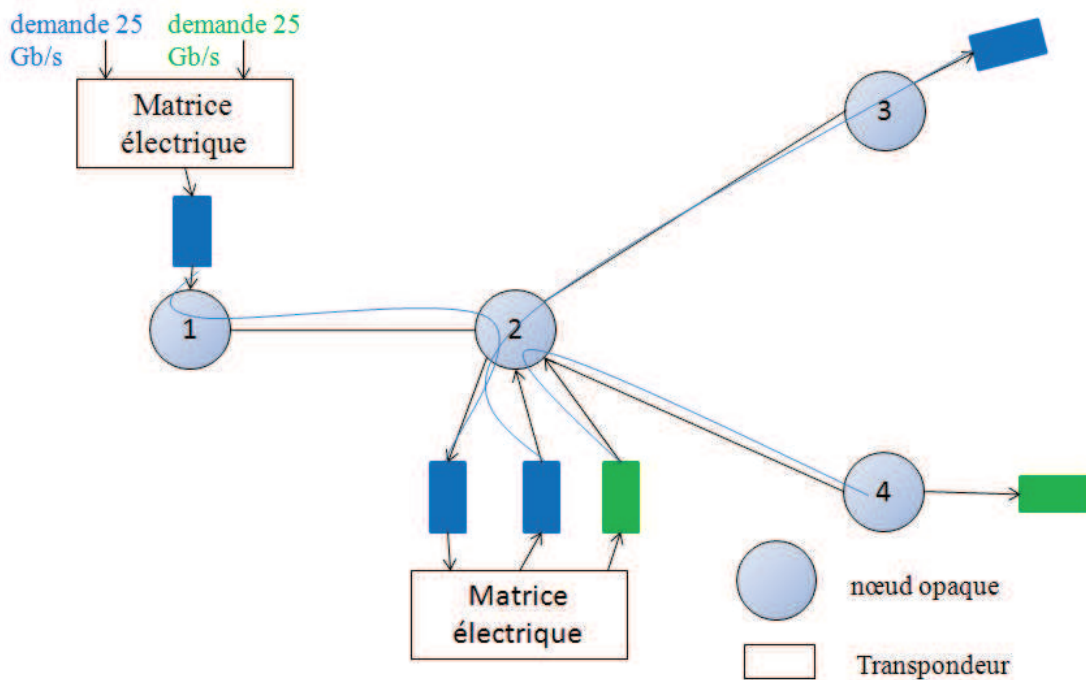 demande 25
Gb/s
demande 25
Gb/s
Matrice
électrique
3
1
2
4
Matrice
électrique
nœud opaque
Transpondeur